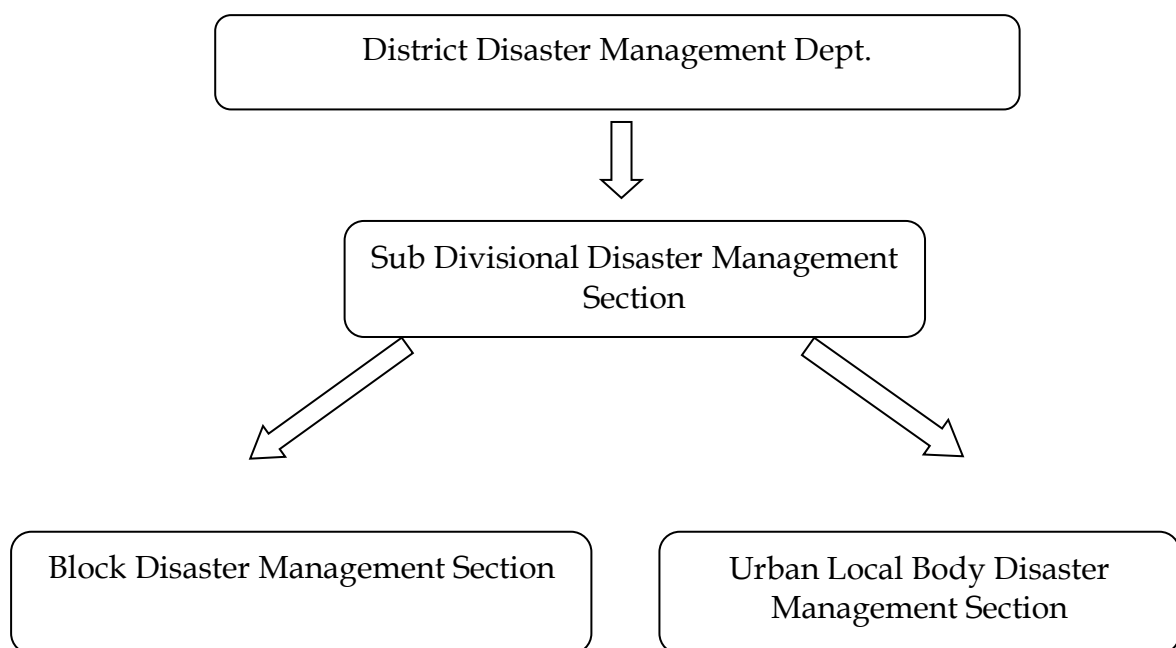 District Disaster Management Dept.
Sub Divisional Disaster Management
Section
Block Disaster Management Section
Urban Local Body Disaster
Management Section